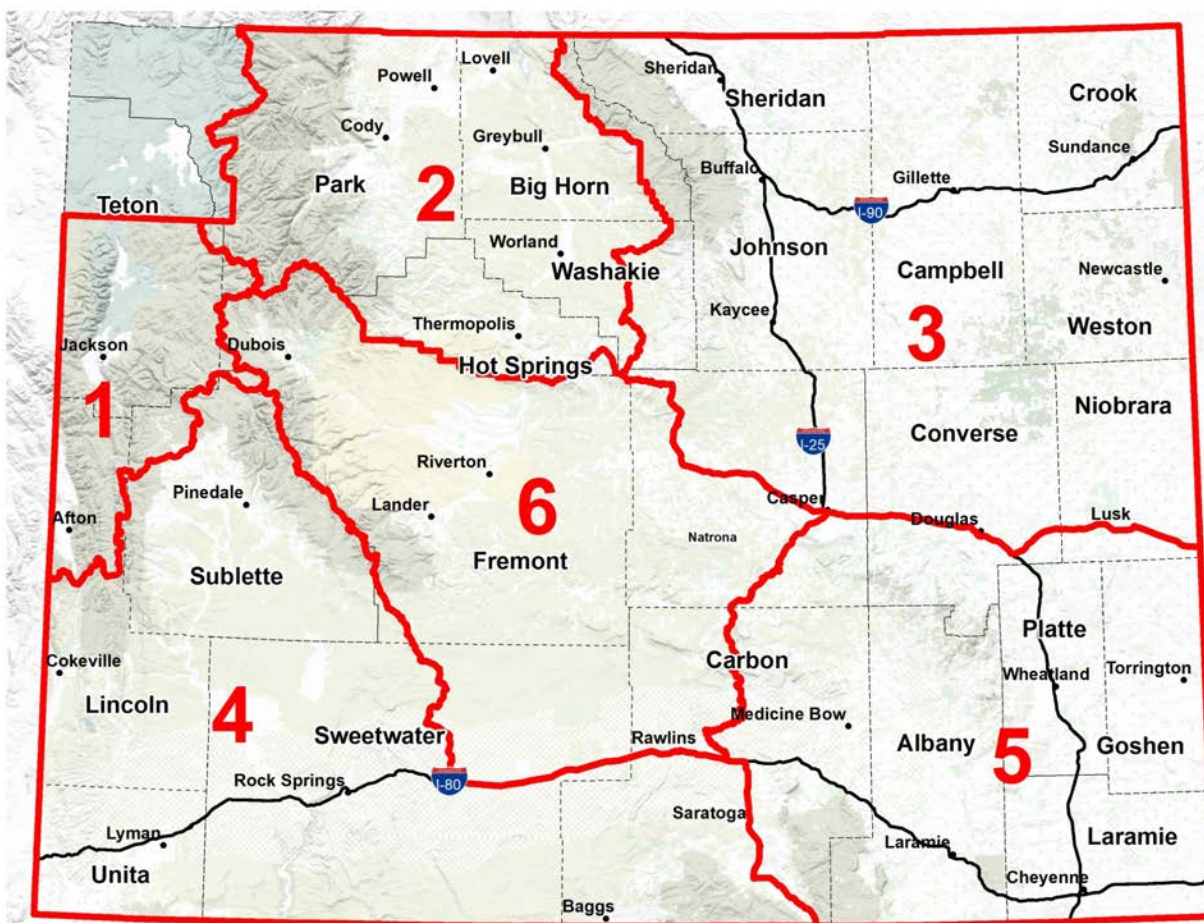 Lovell
Sheridan
Powell
Sheridan
Crook
Cody
Greybull
Sundance
Park
2
Big Horn
Buffalo
Gillette
Teton
I-90
Worland
Washakie
Johnson
Campbell
Newcastle
Kaycee
Thermopolis
3
Weston
Jackson
Dubois
Hot Springs
1
Niobrara
Converse
I-25
Riverton
Pinedale
Lander
6
Casper
Afton
Douglas
Lusk
Natrona
Fremont
Sublette
Platte
Cokeville
Carbon
Wheatland
Torrington
Lincoln
4
Medicine Bow
Sweetwater
Rawlins
Albany
5
Goshen
Rock Springs
I-80
Saratoga
Lyman
Laramie
Laramie
Unita
Cheyenne
Baggs